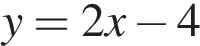 y = 2x − 4